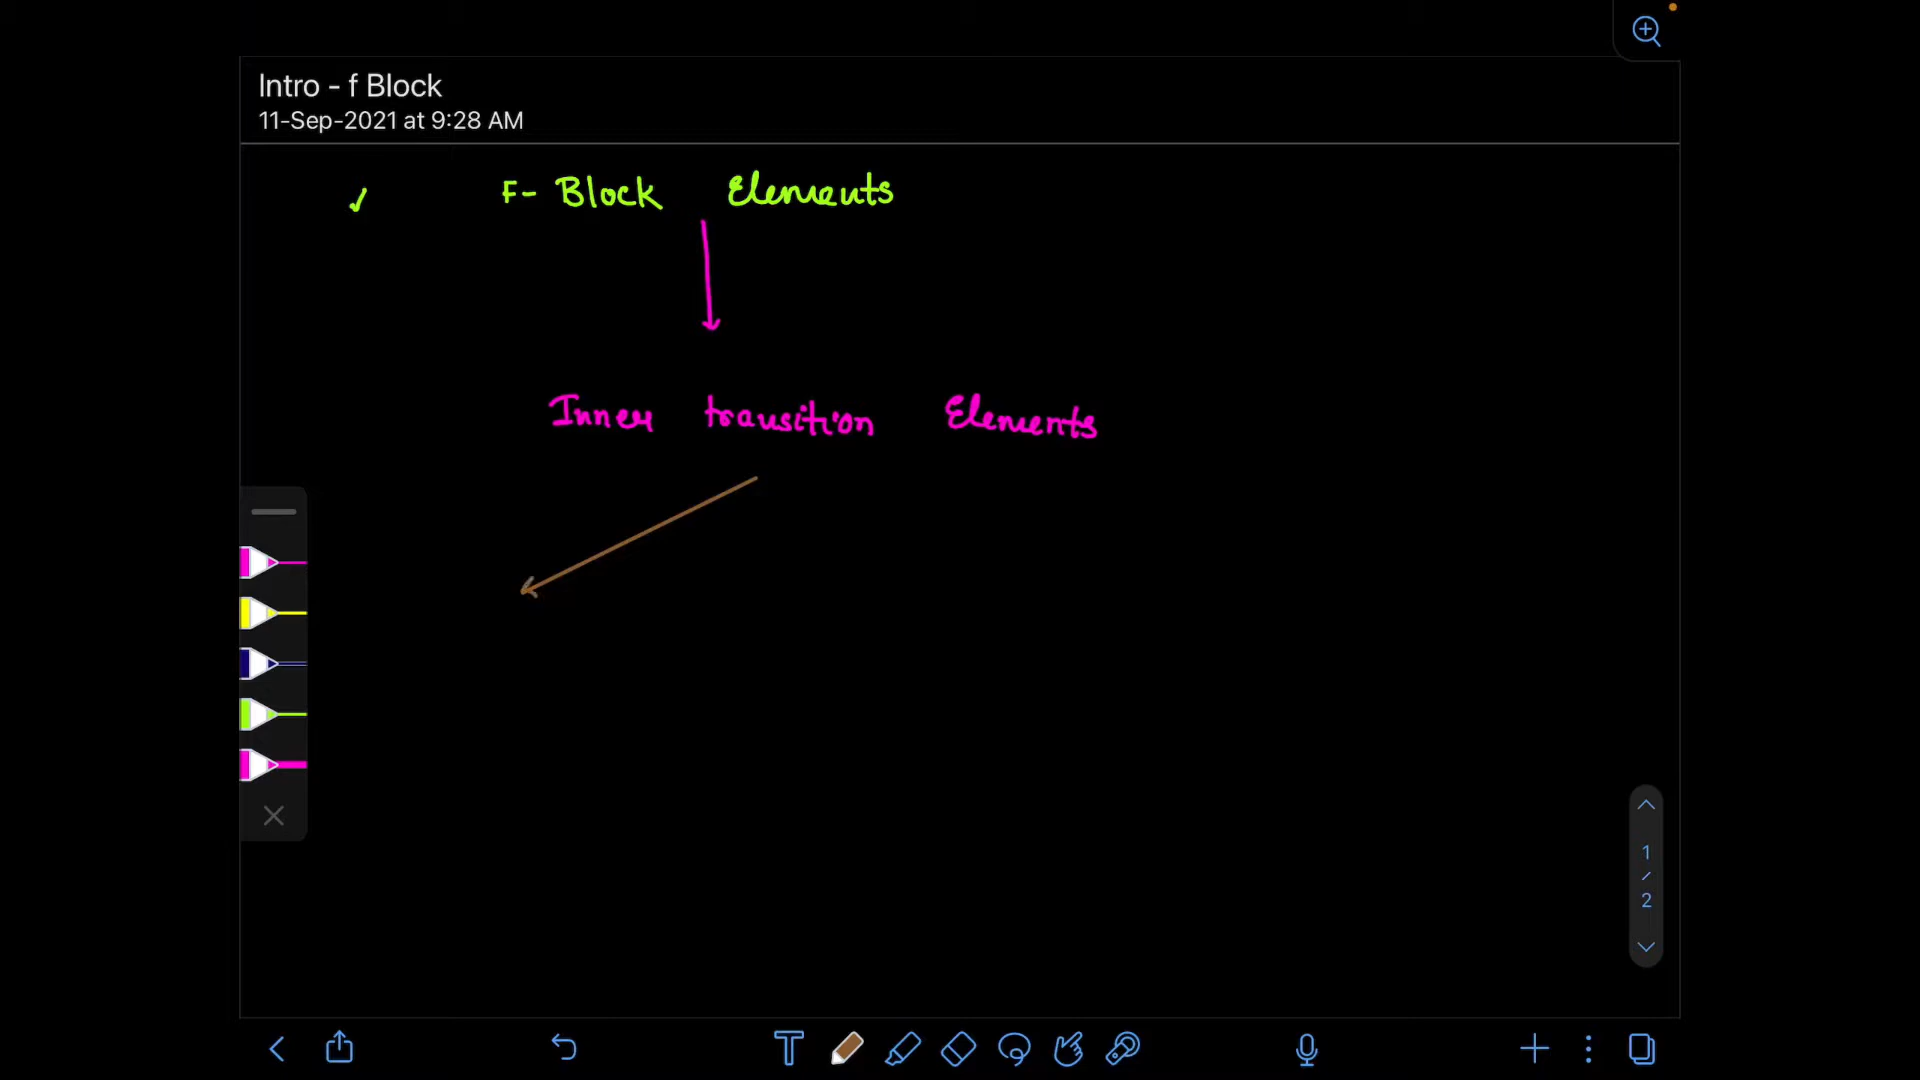 Intro - f Block
11-Sep-2021 at 9:28 AM
F- Block Elements
Inner transition Elements
1
/
2